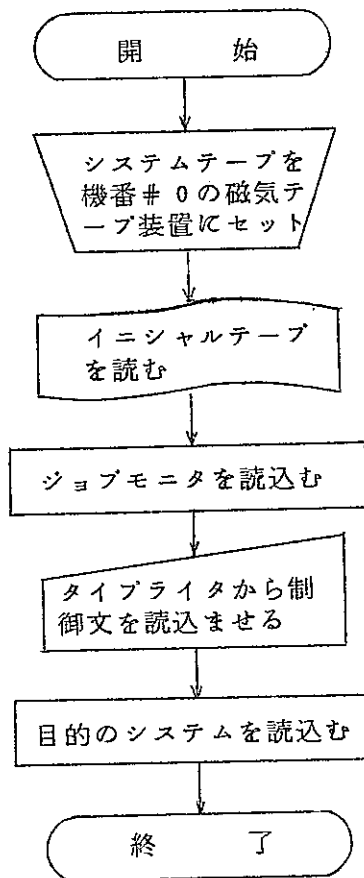 開　始
システムテープを
機番＃０の磁気テ
ープ装置にセット
イニシャルテープ
を読む
ジョブモニタを読込む
タイプライタから制
御文を読込ませる
目的のシステムを読込む
終　了